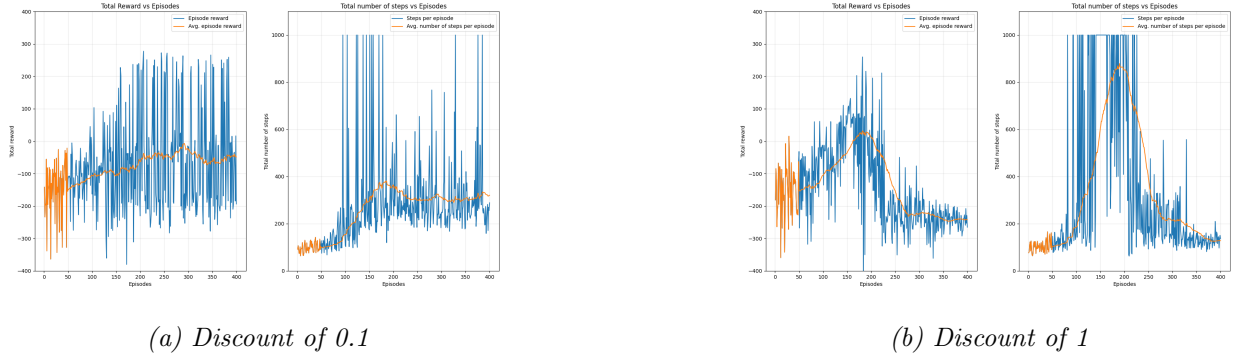 Total Reward vs Episodes
Episode reward
Avg. episode reward
400
300
200
100
0
−100
−200
−300
−400
Total reward
0 50 100 150 200 250 300 350 400
Episodes
Total number of steps vs Episodes
Steps per episode
Avg. number of steps per episode
1000
800
600
400
200
0
Total number of steps
0 50 100 150 200 250 300 350 400
Episodes
(a) Discount of 0.1
Total Reward vs Episodes
Episode reward
Avg. episode reward
400
300
200
100
0
−100
−200
−300
−400
Total reward
0 50 100 150 200 250 300 350 400
Episodes
Total number of steps vs Episodes
Steps per episode
Avg. number of steps per episode
1000
800
600
400
200
0
Total number of steps
0 50 100 150 200 250 300 350 400
Episodes
(b) Discount of 1